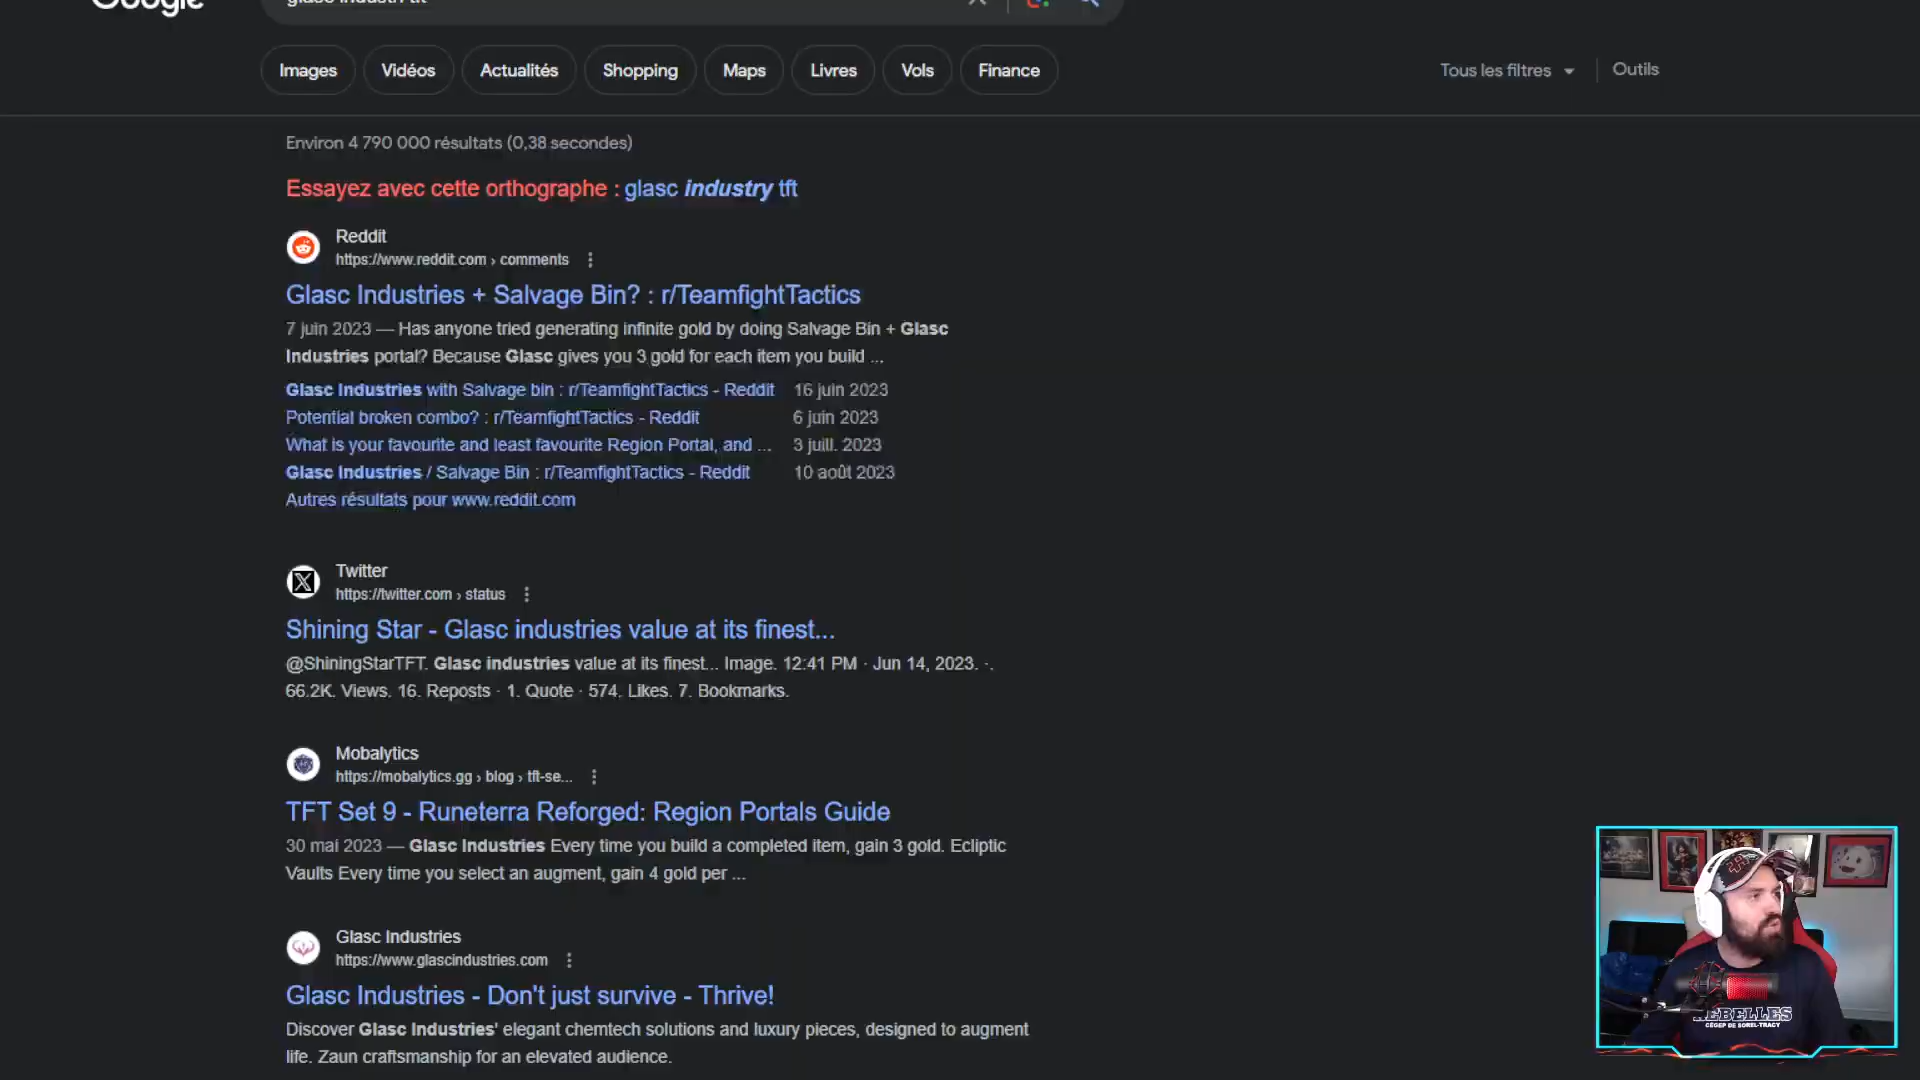 Google
glasc industri tft
Images
Vidéos
Actualités
Shopping
Maps
Livres
Vols
Finance
Tous les filtres
Outils
Environ 4 790 000 résultats (0,38 secondes)
Essayez avec cette orthographe : glasc industry tft
Reddit
https://www.reddit.com › comments
Glasc Industries + Salvage Bin? : r/TeamfightTactics
7 juin 2023 — Has anyone tried generating infinite gold by doing Salvage Bin + Glasc
Industries portal? Because Glasc gives you 3 gold for each item you build ...
Glasc Industries with Salvage bin : r/TeamfightTactics - Reddit 16 juin 2023
Potential broken combo? : r/TeamfightTactics - Reddit 6 juin 2023
What is your favourite and least favourite Region Portal, and ... 3 juill. 2023
Glasc Industries / Salvage Bin : r/TeamfightTactics - Reddit 10 août 2023
Autres résultats pour www.reddit.com
Twitter
https://twitter.com › status
Shining Star - Glasc industries value at its finest...
@ShiningStarTFT. Glasc industries value at its finest... Image. 12:41 PM · Jun 14, 2023. ·.
66.2K. Views. 16. Reposts · 1. Quote · 574. Likes. 7. Bookmarks.
Mobalytics
https://mobalytics.gg › blog › tft-se...
TFT Set 9 - Runeterra Reforged: Region Portals Guide
30 mai 2023 — Glasc Industries Every time you build a completed item, gain 3 gold. Ecliptic
Vaults Every time you select an augment, gain 4 gold per ...
Glasc Industries
https://www.glascindustries.com
Glasc Industries - Don't just survive - Thrive!
Discover Glasc Industries' elegant chemtech solutions and luxury pieces, designed to augment
life. Zaun craftsmanship for an elevated audience.
REBELLES
CÉGEP DE SOREL-TRACY